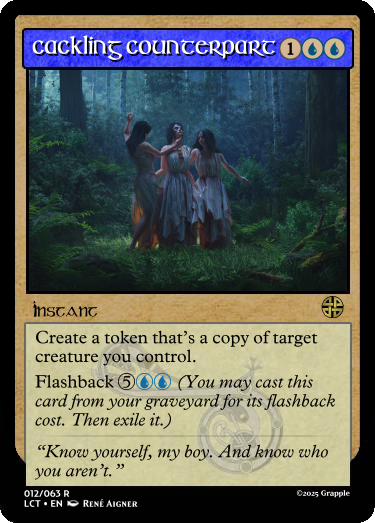 Cackling Counterpart 1
Instant
Create a token that's a copy of target
creature you control.
Flashback 5 (You may cast this
card from your graveyard for its flashback
cost. Then exile it.)
“Know yourself, my boy. And know who
you aren't.”
012/063 R
LCT • EN René Aigner
©2025 Grapple